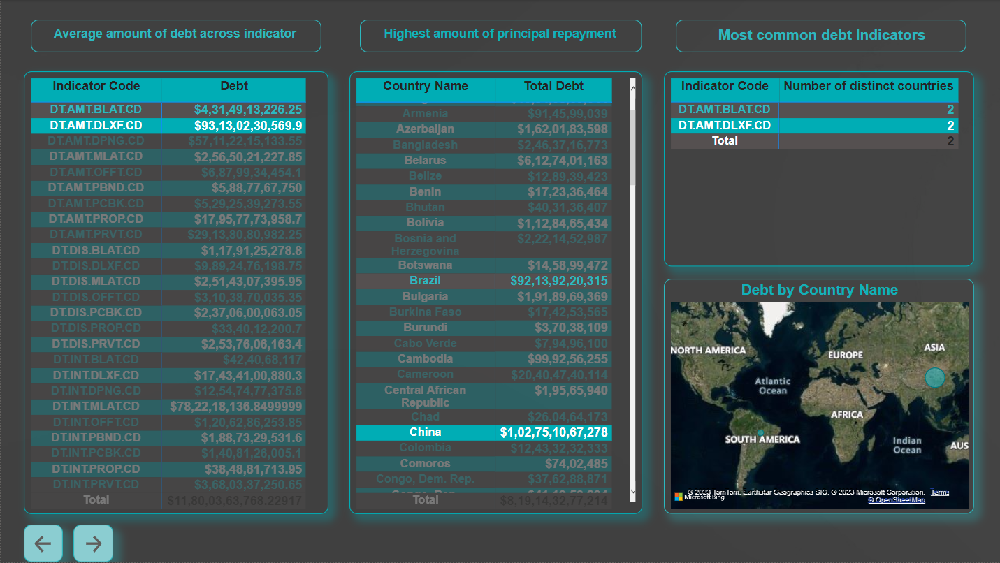 Average amount of debt across indicator
Highest amount of principal repayment
Most common debt Indicators
Indicator Code Debt
DT.AMT.BLAT.CD $4,31,49,13,226.25
DT.AMT.DLXF.CD $93,13,02,30,569.9
DT.AMT.DPNG.CD $57,11,22,15,133.55
DT.AMT.MLAT.CD $2,56,50,21,227.85
DT.AMT.OFFT.CD $6,87,99,34,454.1
DT.AMT.PBND.CD $5,88,77,67,750
DT.AMT.PCBK.CD $5,29,25,39,273.55
DT.AMT.PROP.CD $17,95,77,73,958.7
DT.AMT.PRVT.CD $29,13,80,80,982.25
DT.DIS.BLAT.CD $1,17,91,25,278.8
DT.DIS.DLXF.CD $9,89,24,76,198.75
DT.DIS.MLAT.CD $2,51,43,07,395.95
DT.DIS.OFFT.CD $3,10,38,70,035.35
DT.DIS.PCBK.CD $2,37,06,00,063.05
DT.DIS.PROP.CD $33,40,12,200.7
DT.DIS.PRVT.CD $2,53,76,06,163.4
DT.INT.BLAT.CD $42,40,68,117
DT.INT.DLXF.CD $17,43,41,00,880.3
DT.INT.DPNG.CD $12,54,74,77,375.8
DT.INT.MLAT.CD $78,22,18,136.8499999
DT.INT.OFFT.CD $1,20,62,86,253.85
DT.INT.PBND.CD $1,88,73,29,531.6
DT.INT.PCBK.CD $1,40,81,26,005.1
DT.INT.PROP.CD $38,48,81,713.95
DT.INT.PRVT.CD $3,68,03,37,250.65
Total $11,80,03,63,768.22917
Country Name Total Debt
Armenia $91,45,99,039
Azerbaijan $1,62,01,83,598
Bangladesh $2,46,37,16,773
Belarus $6,12,74,01,163
Belize $12,89,39,423
Benin $17,23,36,464
Bhutan $40,31,36,407
Bolivia $1,12,84,65,434
Bosnia and $2,22,14,52,987
Herzegovina
Botswana $14,58,99,472
Brazil $92,13,92,20,315
Bulgaria $1,91,89,69,369
Burkina Faso $17,42,53,565
Burundi $3,70,38,109
Cabo Verde $7,94,96,100
Cambodia $99,92,56,255
Cameroon $20,40,47,40,114
Central African $1,95,65,940
Republic
Chad $26,04,64,173
China $1,02,75,10,67,278
Colombia $12,43,32,32,333
Comoros $74,02,485
Congo, Dem. Rep. $37,62,88,871
Total $8,19,14,32,77,214
Indicator Code Number of distinct countries
DT.AMT.BLAT.CD 2
DT.AMT.DLXF.CD 2
Total 2
Debt by Country Name
NORTH AMERICA
EUROPE
ASIA
Atlantic
Ocean
AFRICA
SOUTH AMERICA
Indian
Ocean
AUS
Microsoft Bing
© 2023 TomTom, Earthstar Geographics SIO, © 2023 Microsoft Corporation, Terms
© OpenStreetMap